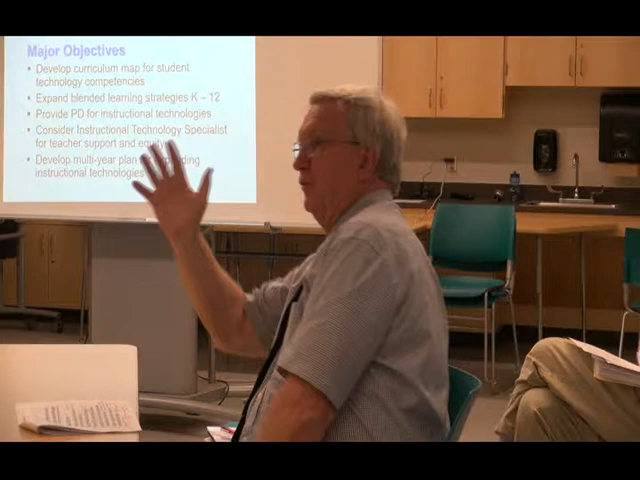 Major Objectives
• Develop curriculum map for student
technology competencies
• Expand blended learning strategies K – 12
• Provide PD for instructional technologies
• Consider Instructional Technology Specialist
for teacher support and equity
• Develop multi-year plan
instructional technologies